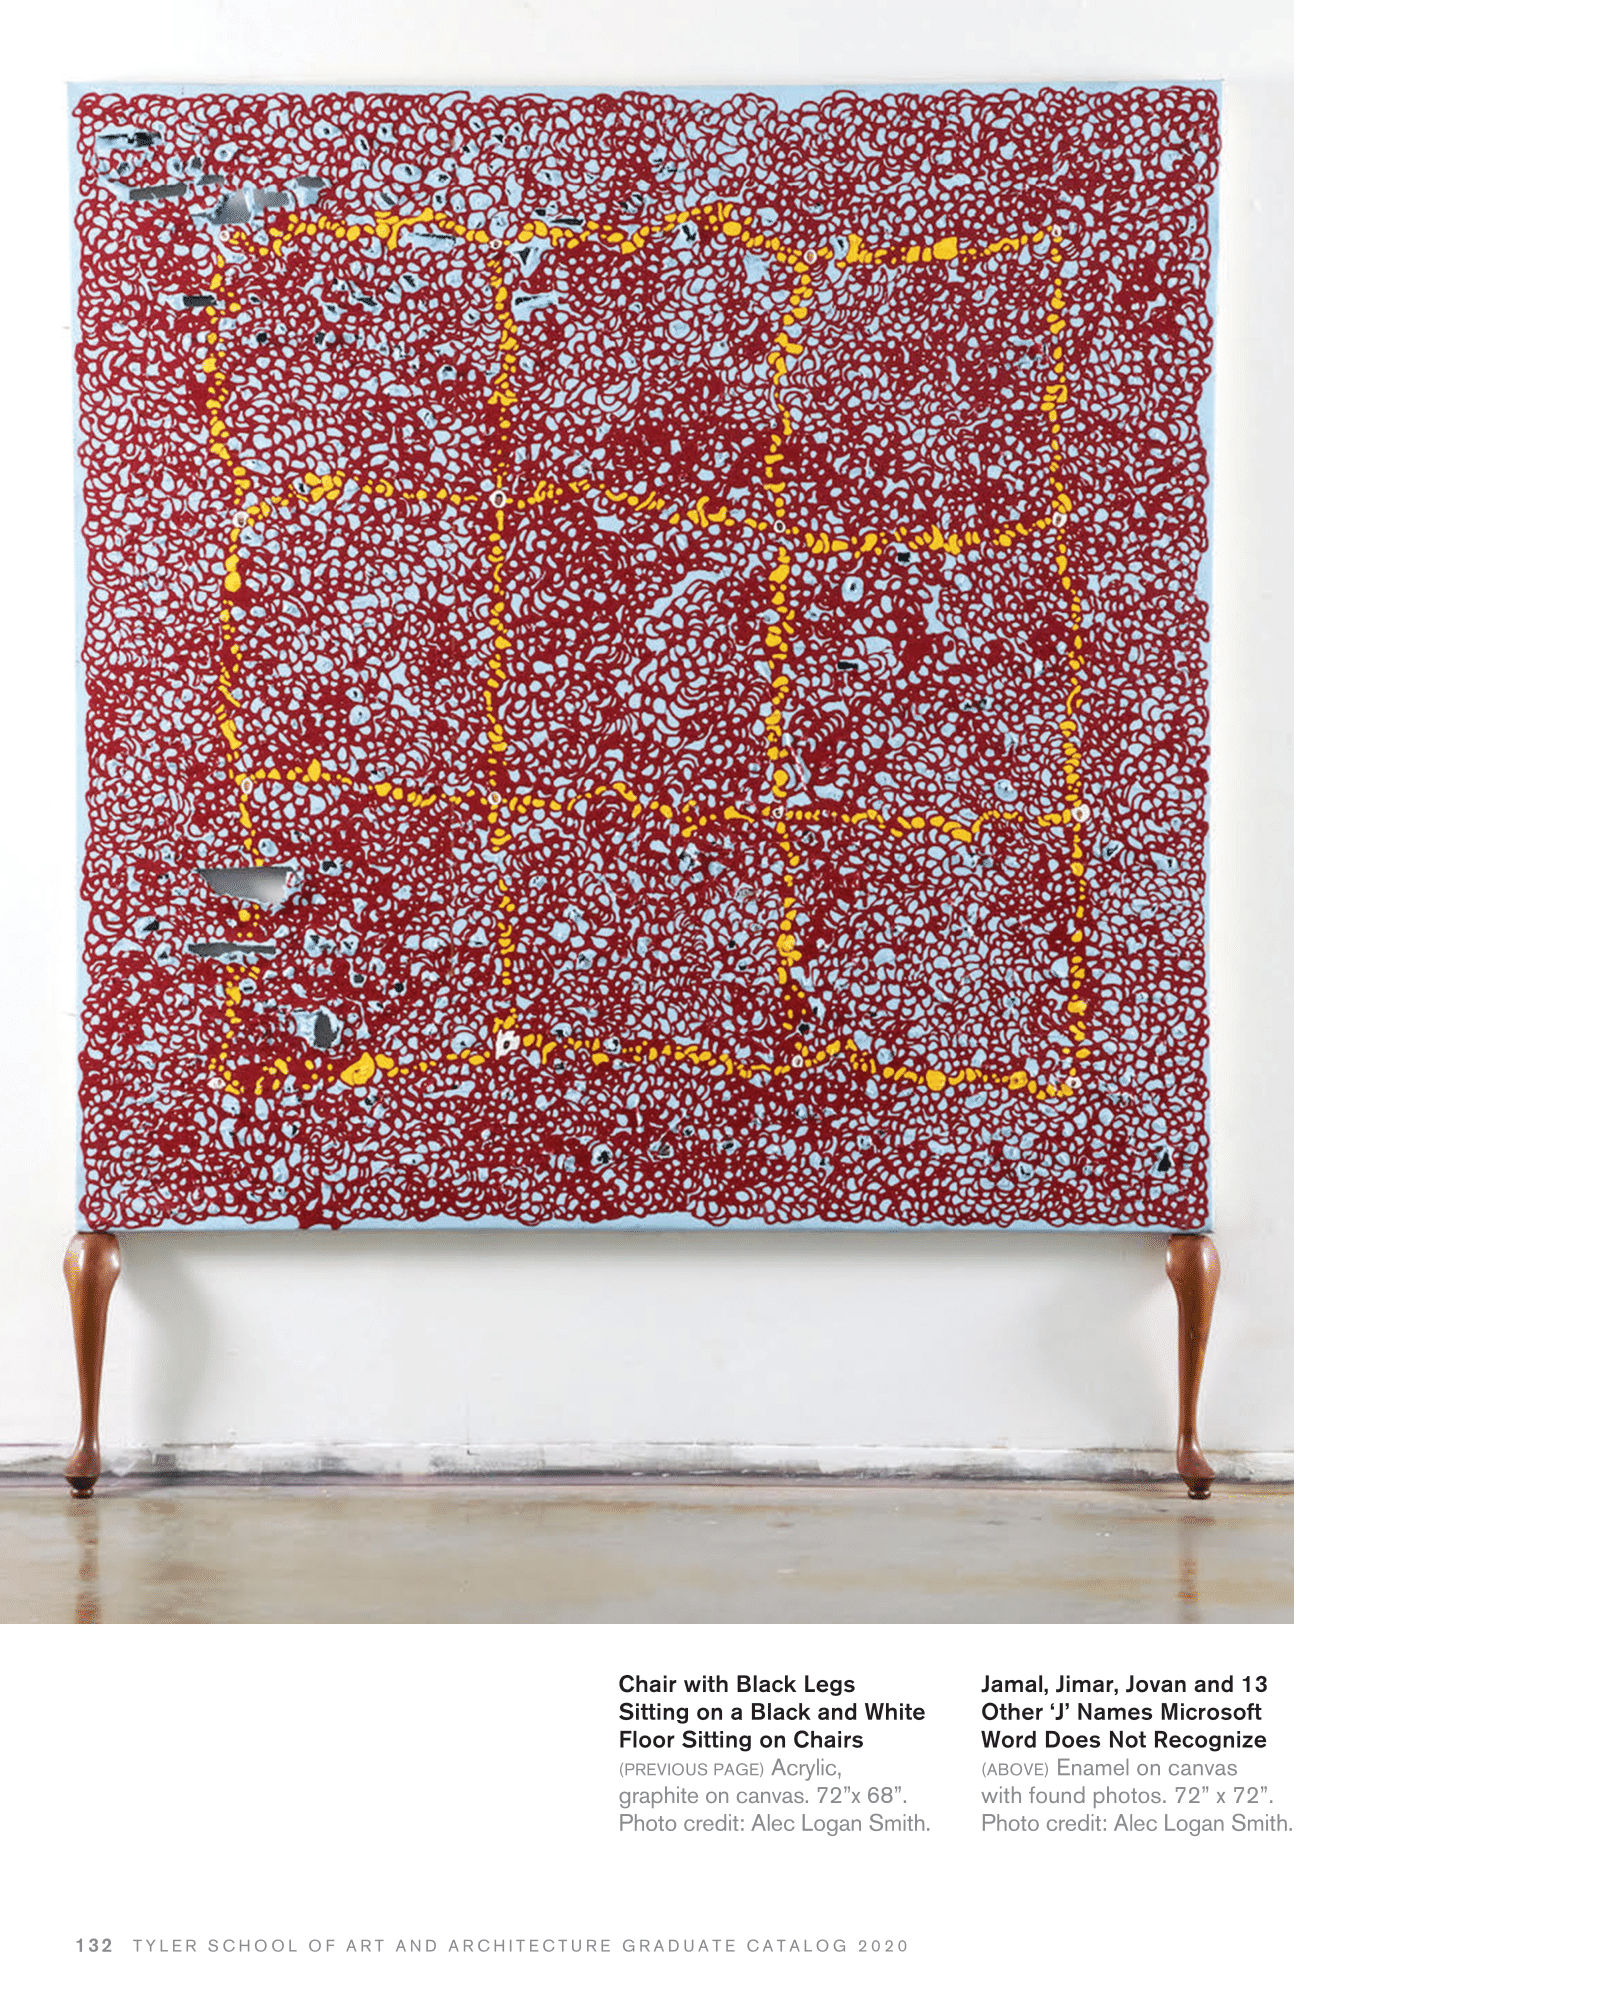 Chair with Black Legs
Sitting on a Black and White
Floor Sitting on Chairs
(PREVIOUS PAGE) Acrylic,
graphite on canvas. 72”x 68”.
Photo credit: Alec Logan Smith.
Jamal, Jimar, Jovan and 13
Other ‘J’ Names Microsoft
Word Does Not Recognize
(ABOVE) Enamel on canvas
with found photos. 72” x 72”.
Photo credit: Alec Logan Smith.
132 TYLER SCHOOL OF ART AND ARCHITECTURE GRADUATE CATALOG 2020